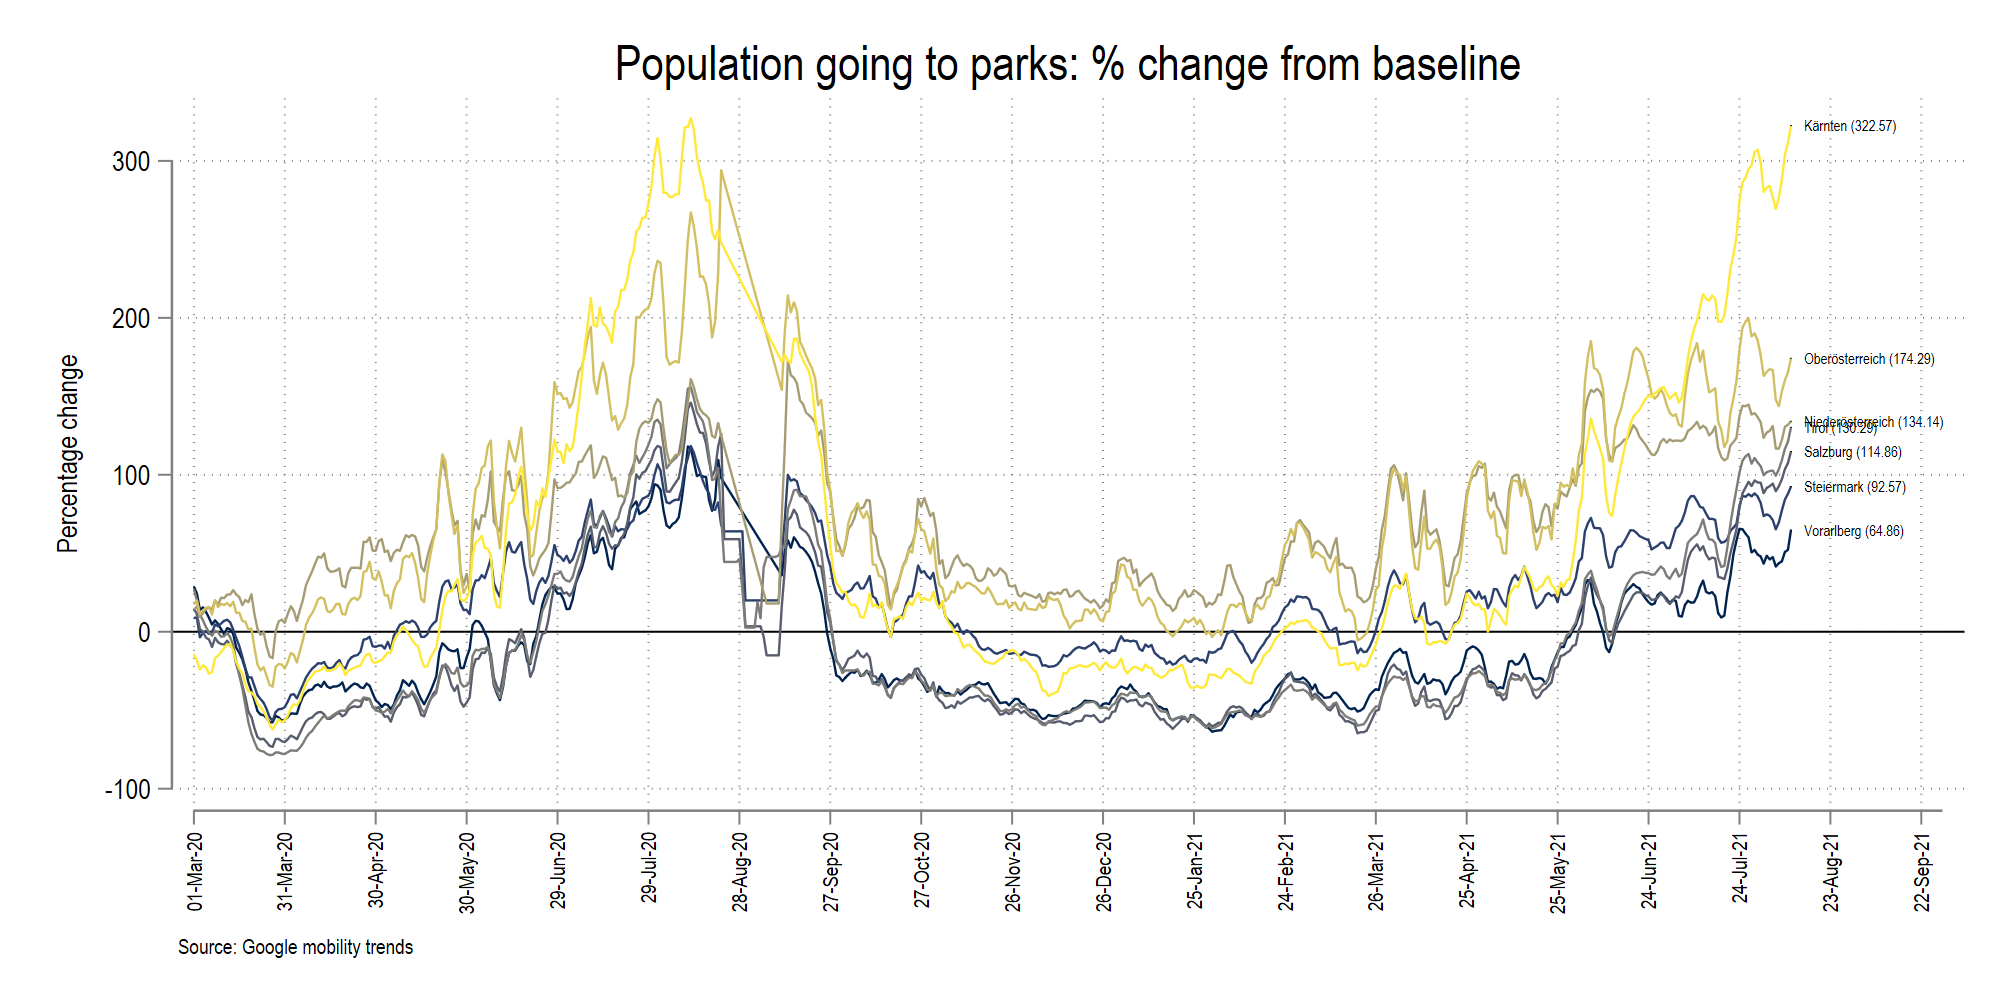 Population going to parks: % change from baseline
Percentage change
300
200
100
0
-100
Kärnten (322.57)
Oberösterreich (174.29)
Niederösterreich (134.14)
Tirol (130.29)
Salzburg (114.86)
Steiermark (92.57)
Vorarlberg (64.86)
01-Mar-20
31-Mar-20
30-Apr-20
30-May-20
29-Jun-20
29-Jul-20
28-Aug-20
27-Sep-20
27-Oct-20
26-Nov-20
26-Dec-20
25-Jan-21
24-Feb-21
26-Mar-21
25-Apr-21
25-May-21
24-Jun-21
24-Jul-21
23-Aug-21
22-Sep-21
Source: Google mobility trends